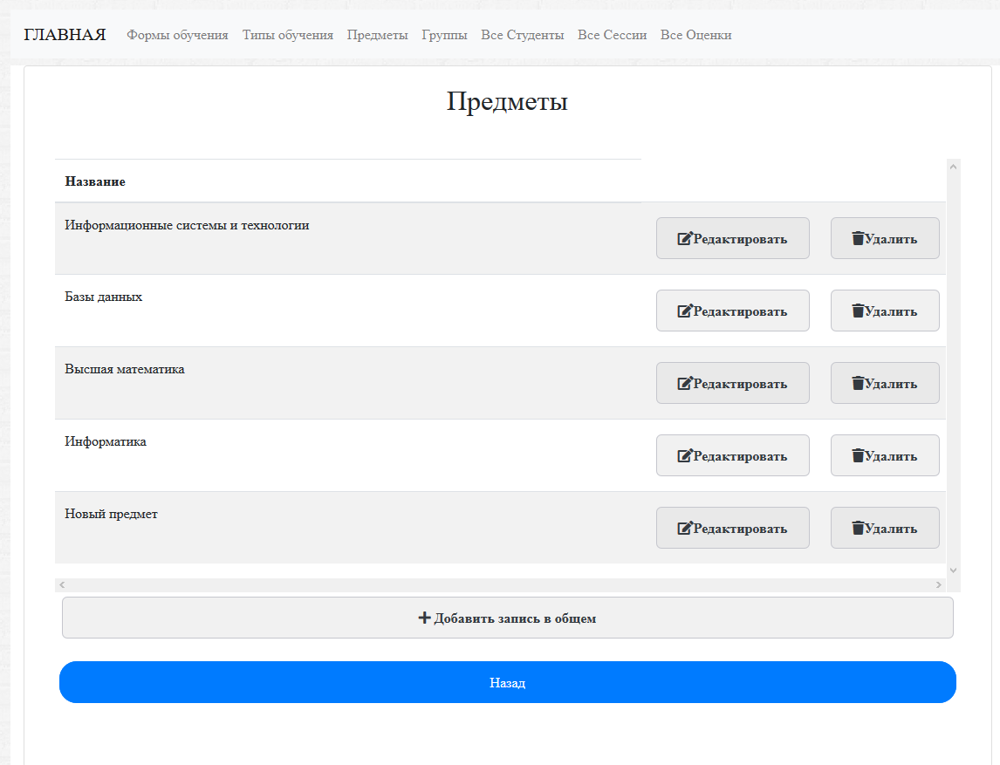 ГЛАВНАЯ Формы обучения Типы обучения Предметы Группы Все Студенты Все Сессии Все Оценки
Предметы
Название
Информационные системы и технологии Редактировать Удалить
Базы данных Редактировать Удалить
Высшая математика Редактировать Удалить
Информатика Редактировать Удалить
Новый предмет Редактировать Удалить
Добавить запись в общем
Назад